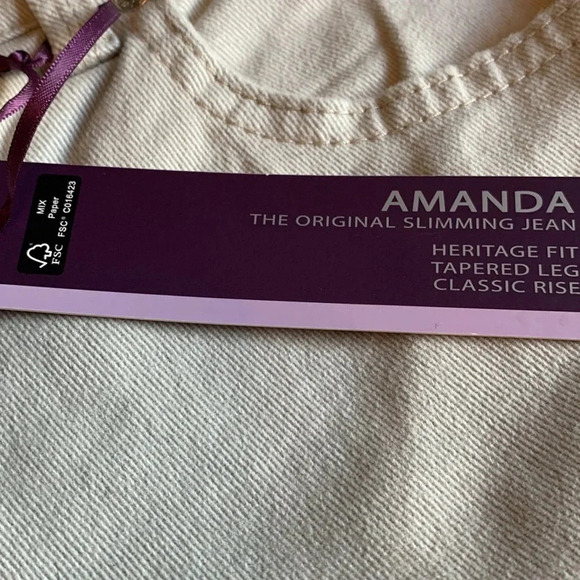 MIX
Paper
FSC® C016423
FSC
AMANDA
THE ORIGINAL SLIMMING JEAN
HERITAGE FIT
TAPERED LEG
CLASSIC RISE